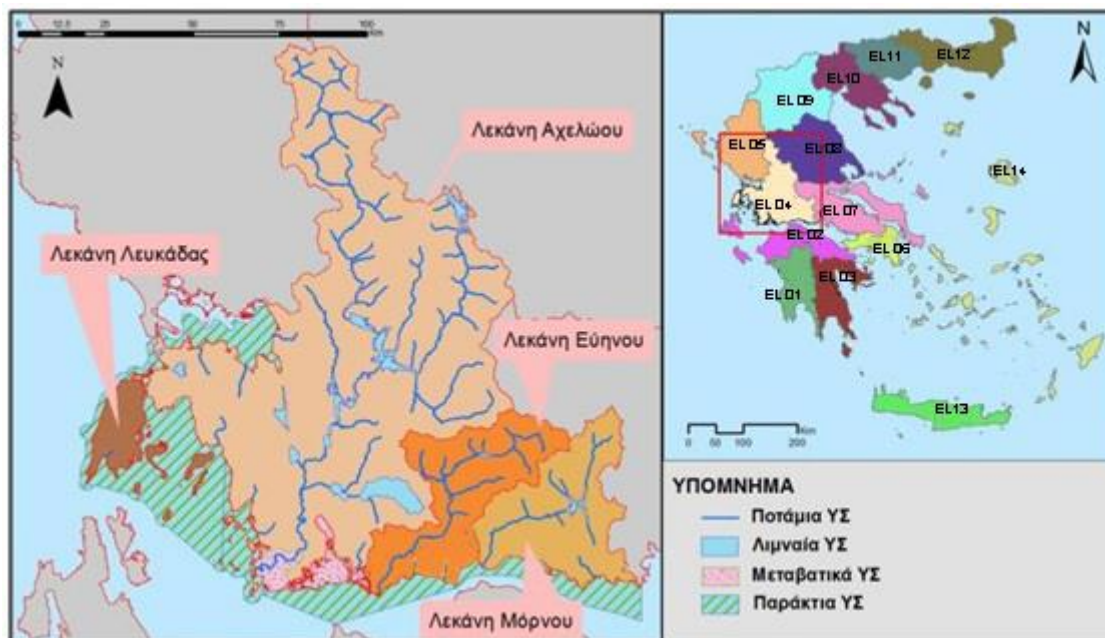 0 12,5 25 50 75 100
Km
N
Λεκάνη Αχελώου
Λεκάνη Λευκάδας
Λεκάνη Εύηνου
Λεκάνη Μόρνου
N
EL11
EL12
EL10
EL09
EL05
EL08
EL14
EL04
EL07
EL02
EL06
EL03
EL01
EL13
0 50 100 200
Km
ΥΠΟΜΝΗΜΑ
Ποτάμια ΥΣ
Λιμναία ΥΣ
Μεταβατικά ΥΣ
Παράκτια ΥΣ